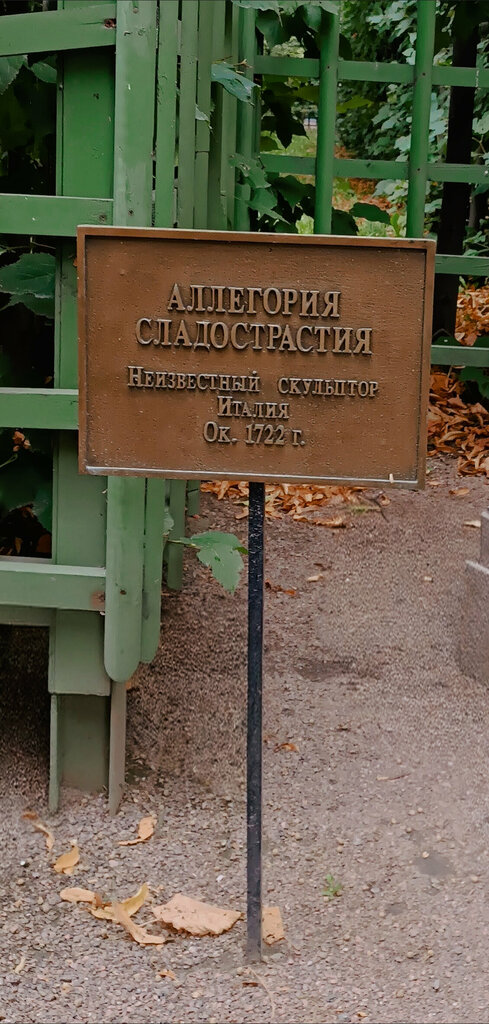 АЛЛЕГОРИЯ
СЛАДОСТРАСТИЯ
Неизвестный скульптор
Италия
Ок. 1722 г.